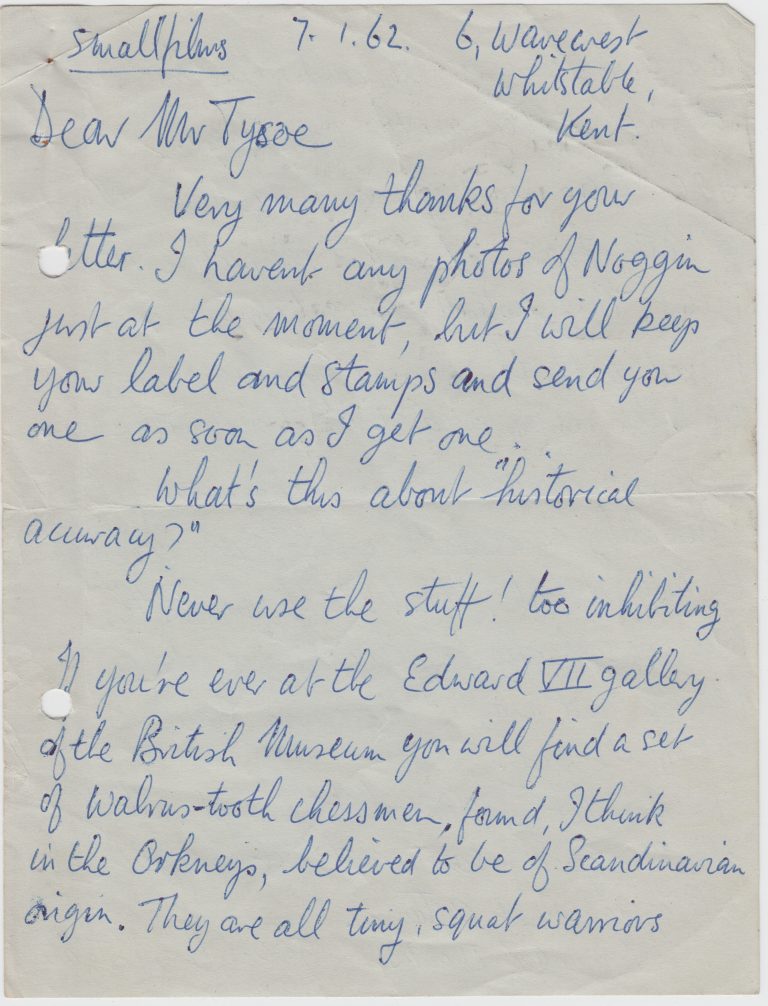 Smallfilms 7.1.62. 6, Wavecrest
Whitstable,
Kent.
Dear Mr Tysoe
Very many thanks for your
letter. I havent any photos of Noggin
just at the moment, but I will keep
your label and stamps and send you
one as soon as I get one.
What's this about "historical
accuracy?"
Never use the stuff! too inhibiting
If you're ever at the Edward VII gallery
of the British Museum you will find a set
of Walrus-tooth chessmen, found, I think
in the Orkneys, believed to be of Scandinavian
origin. They are all tiny, squat warriors